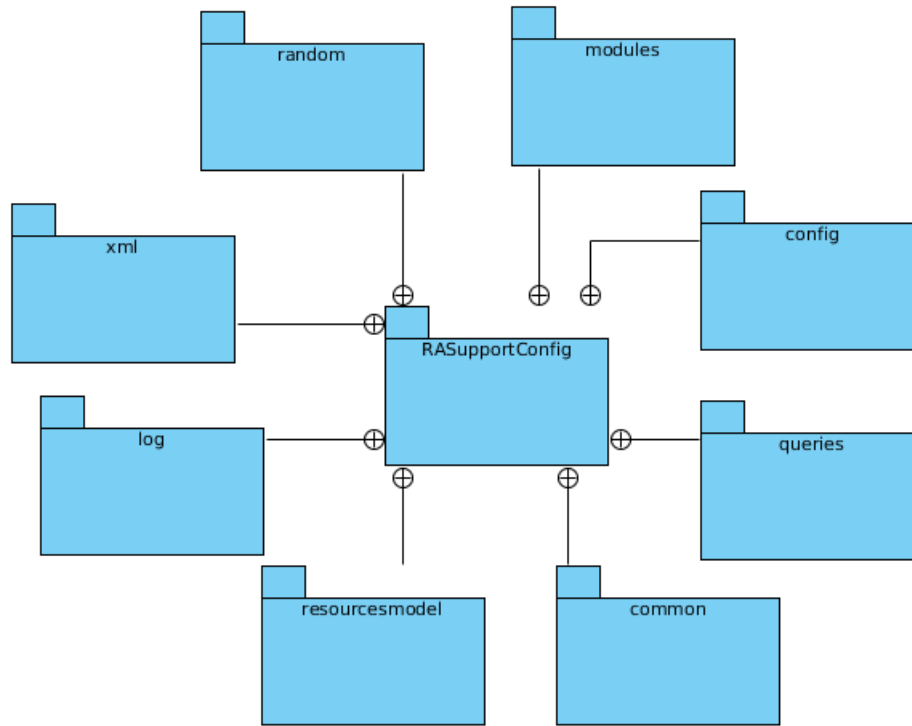 random
modules
xml
config
RASupportConfig
log
queries
resourcesmodel
common